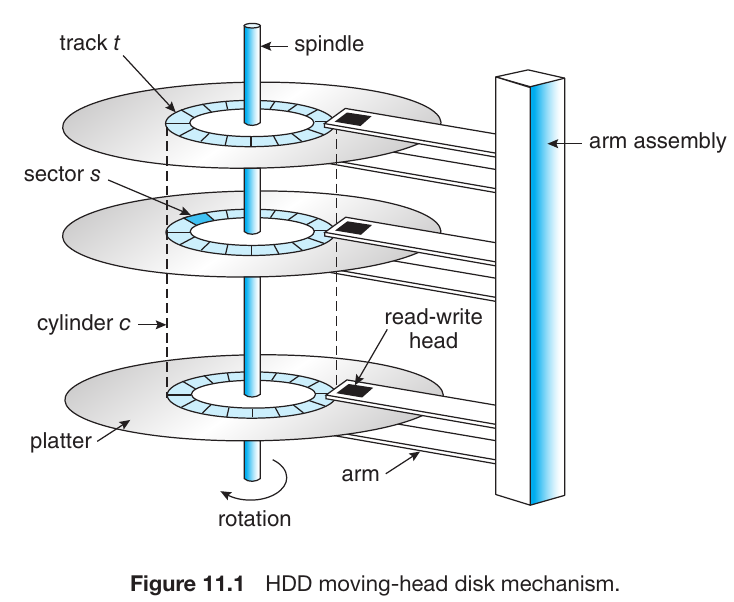 track t
spindle
arm assembly
sector s
cylinder c
read-write
head
platter
arm
rotation
Figure 11.1 HDD moving-head disk mechanism.